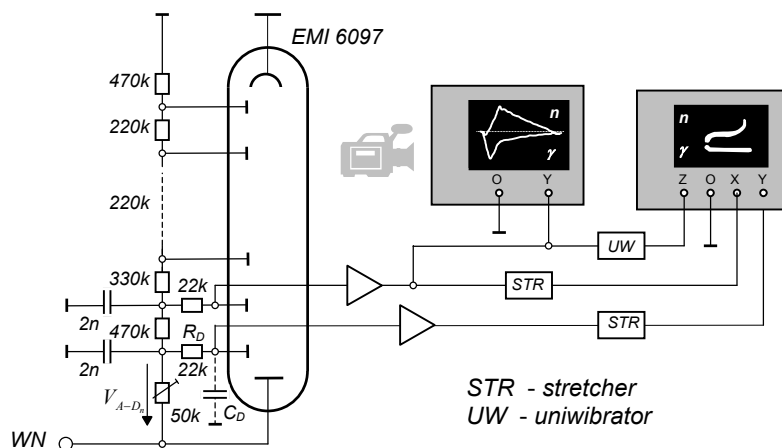 EMI 6097
470k
220k
220k
330k
22k
2n
470k
R_D
2n
22k
V_{A-D_n}
50k
C_D
WN
n
γ
O Y
n
γ
Z O X Y
UW
STR
STR
STR - stretcher
UW - uniwibrator